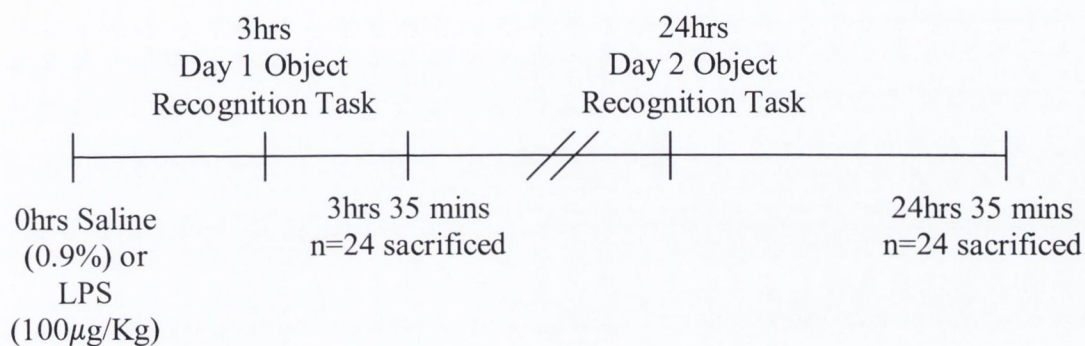 3hrs
Day 1 Object
Recognition Task
24hrs
Day 2 Object
Recognition Task
0hrs Saline
(0.9%) or
LPS
(100µg/Kg)
3hrs 35 mins
n=24 sacrificed
24hrs 35 mins
n=24 sacrificed